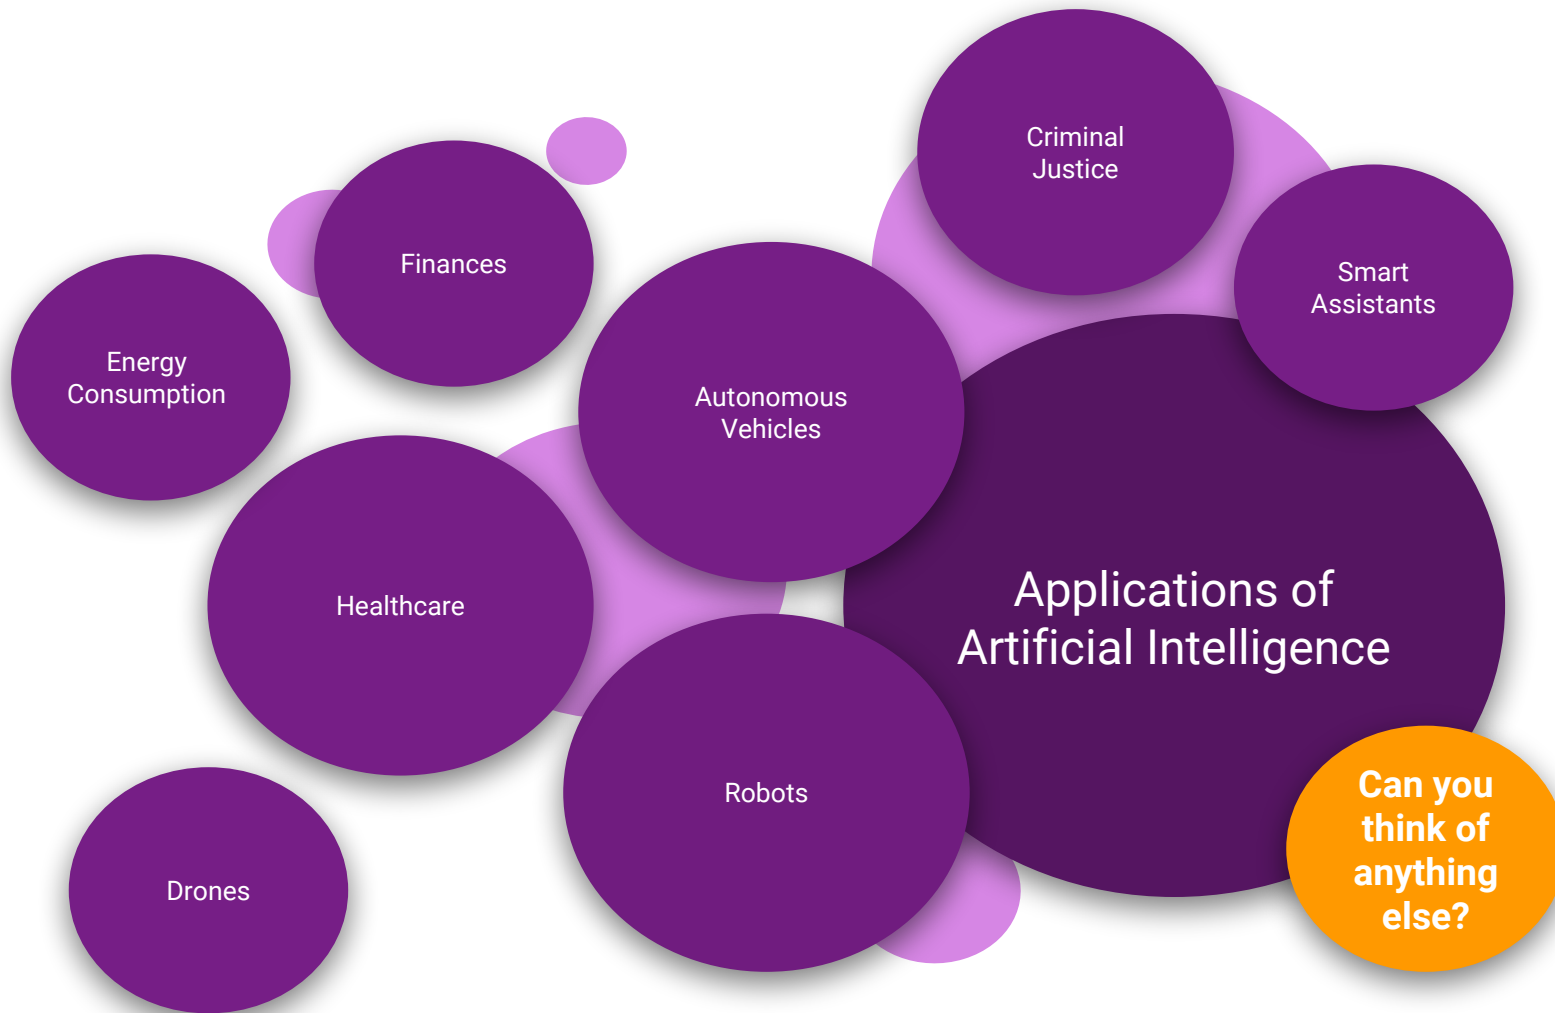 Criminal
Justice
Smart
Assistants
Finances
Energy
Consumption
Autonomous
Vehicles
Healthcare
Applications of
Artificial Intelligence
Robots
Drones
Can you
think of
anything
else?